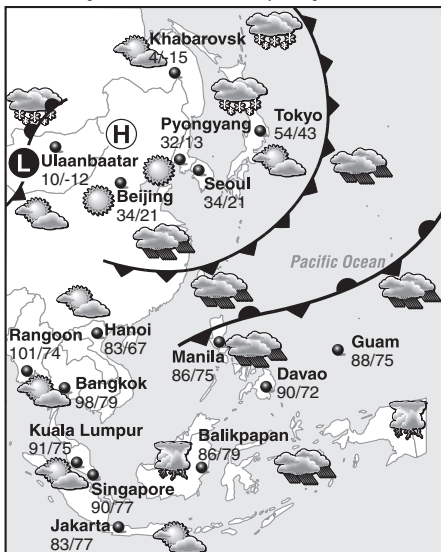 Khabarovsk
4/-15
H
Pyongyang
32/13
Tokyo
54/43
L
Ulaanbaatar
10/-12
Seoul
34/21
Beijing
34/21
Pacific Ocean
Rangoon
101/74
Hanoi
83/67
Manila
86/75
Guam
88/75
Bangkok
98/79
Davao
90/72
Kuala Lumpur
91/75
Balikpapan
86/79
Singapore
90/77
Jakarta
83/77